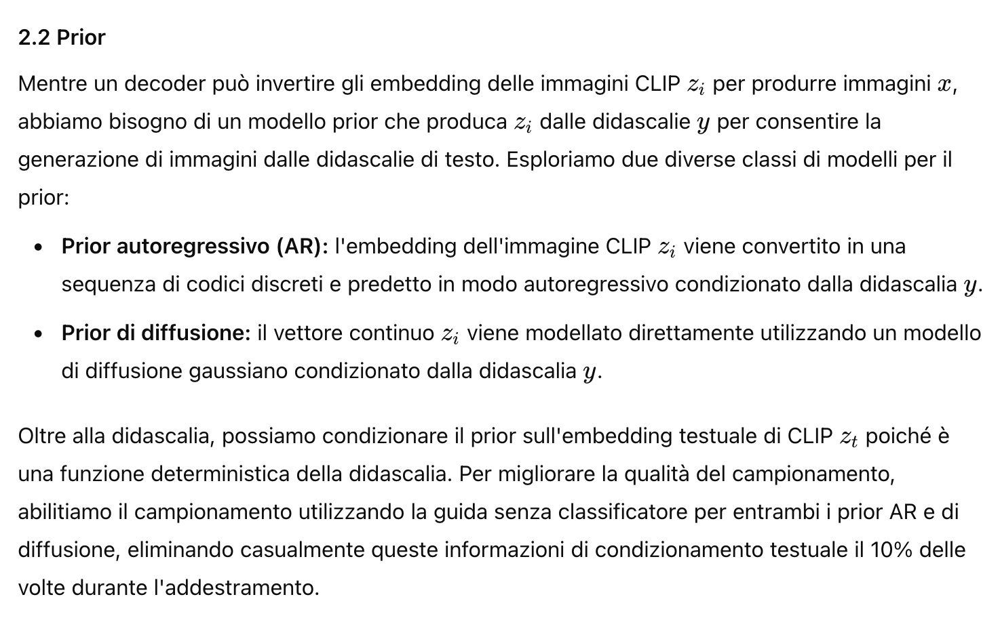 2.2 Prior
Mentre un decoder può invertire gli embedding delle immagini CLIP zᵢ per produrre immagini x,
abbiamo bisogno di un modello prior che produca zᵢ dalle didascalie y per consentire la
generazione di immagini dalle didascalie di testo. Esploriamo due diverse classi di modelli per il
prior:
• Prior autoregressivo (AR): l'embedding dell'immagine CLIP zᵢ viene convertito in una
sequenza di codici discreti e predetto in modo autoregressivo condizionato dalla didascalia y.
• Prior di diffusione: il vettore continuo zᵢ viene modellato direttamente utilizzando un modello
di diffusione gaussiano condizionato dalla didascalia y.
Oltre alla didascalia, possiamo condizionare il prior sull'embedding testuale di CLIP zₜ poiché è
una funzione deterministica della didascalia. Per migliorare la qualità del campionamento,
abilitiamo il campionamento utilizzando la guida senza classificatore per entrambi i prior AR e di
diffusione, eliminando casualmente queste informazioni di condizionamento testuale il 10% delle
volte durante l'addestramento.